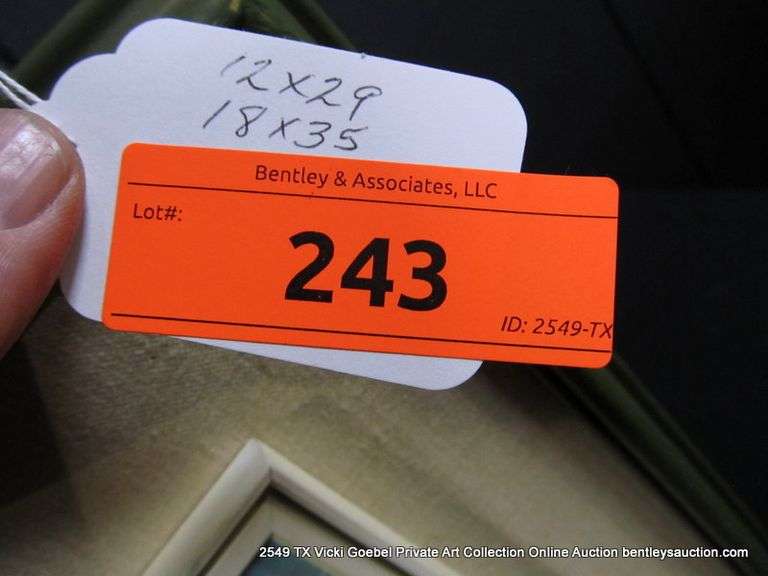 12x29
18x35
Bentley & Associates, LLC
Lot#:
243
ID: 2549-TX
2549 TX Vicki Goebel Private Art Collection Online Auction bentleysauction.com